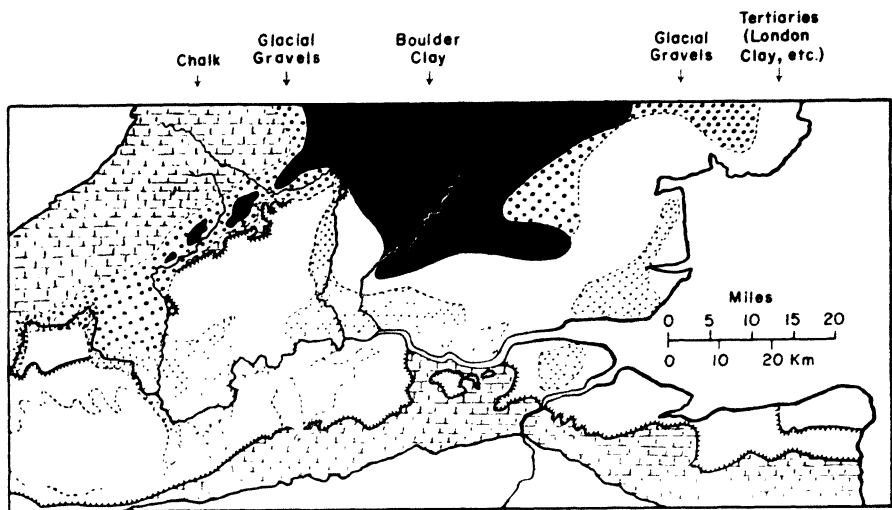 Chalk
Glacial
Gravels
Boulder
Clay
Glacial
Gravels
Tertiaries
(London
Clay, etc.)
Miles
0 5 10 15 20
0 10 20 Km